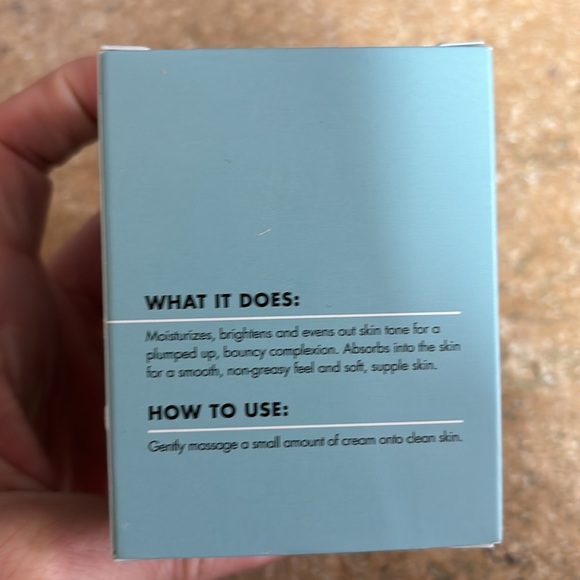 WHAT IT DOES:
Moisturizes, brightens and evens out skin tone for a
plumped up, bouncy complexion. Absorbs into the skin
for a smooth, non-greasy feel and soft, supple skin.
HOW TO USE:
Gently massage a small amount of cream onto clean skin.